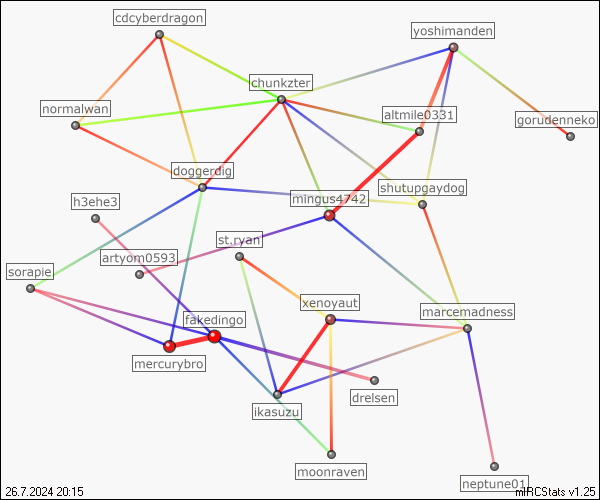 cdcyberdragon
yoshimanden
chunkzter
normalwan
altmile0331
gorudenneko
doggerdig
shutupgaydog
mingus4742
h3ehe3
st.ryan
artyom0593
sorapie
xenoyaut
marcemadness
fakedingo
mercurybro
drelsen
ikasuzu
moonraven
neptune01
26.7.2024 20:15
mIRCStats v1.25